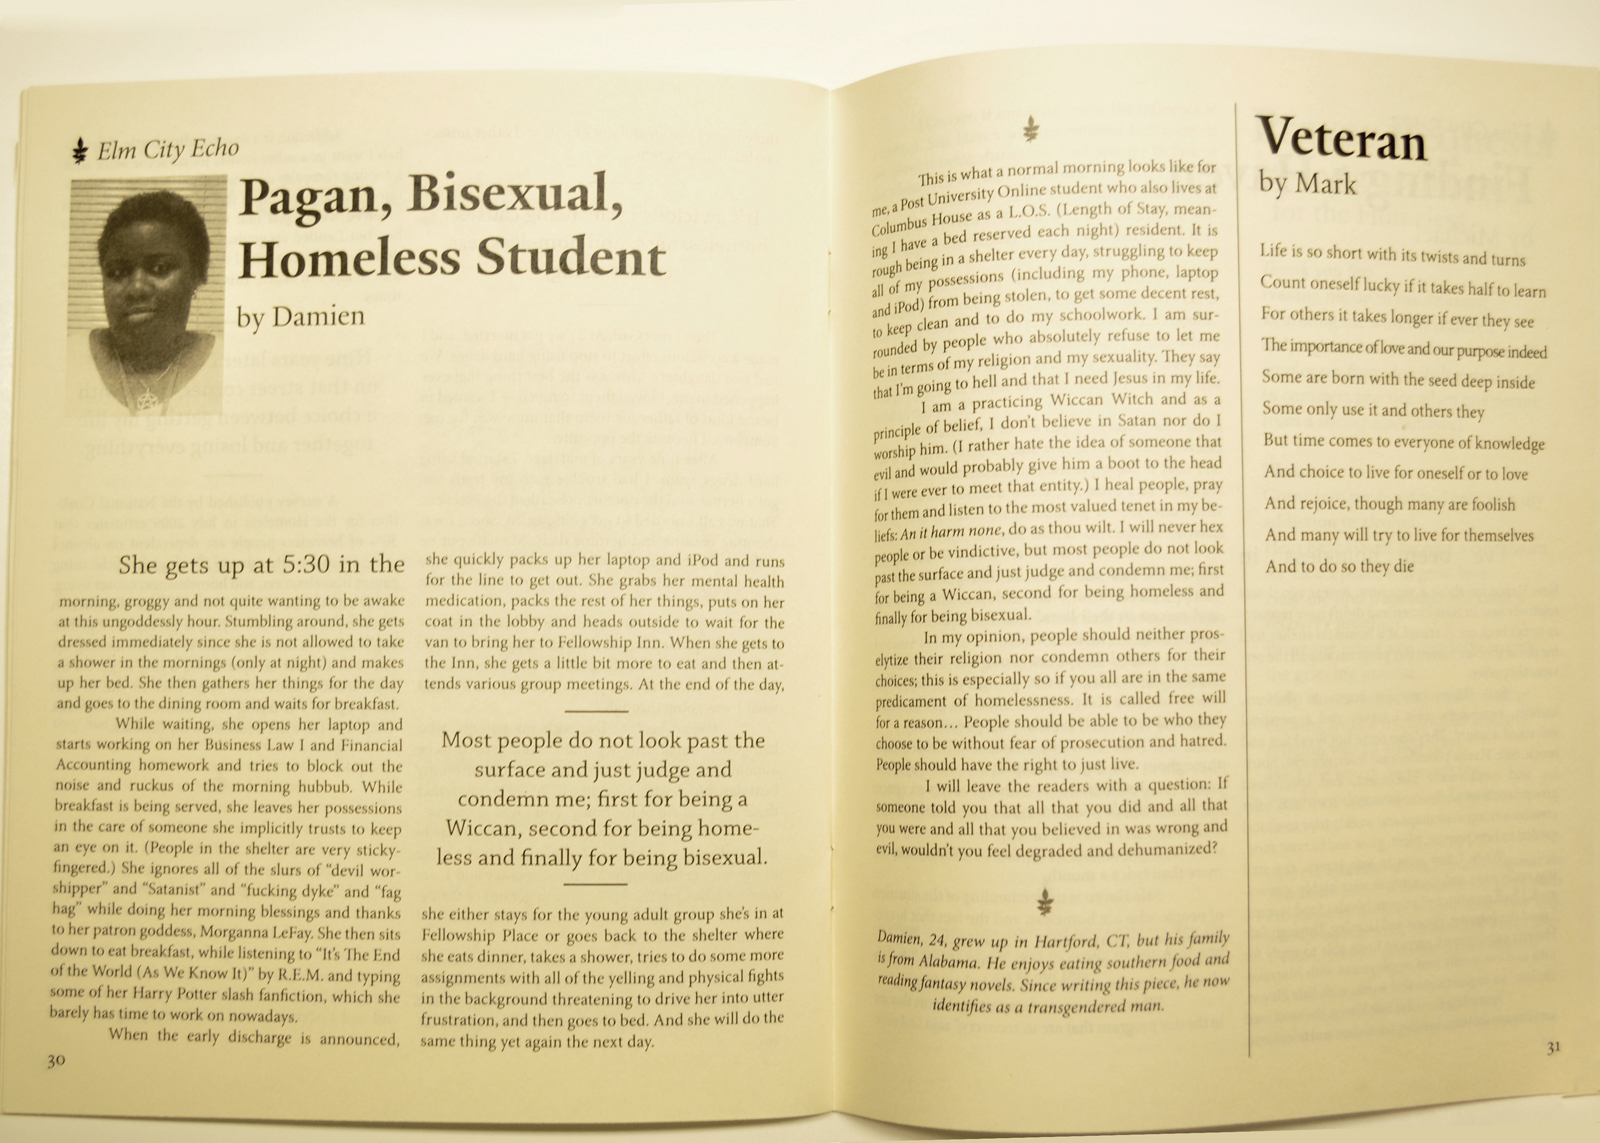 Elm City Echo
Pagan, Bisexual,
Homeless Student
by Damien
She gets up at 5:30 in the
morning, groggy and not quite wanting to be awake
at this ungoddessly hour. Stumbling around, she gets
dressed immediately since she is not allowed to take
a shower in the mornings (only at night) and makes
up her bed. She then gathers her things for the day
and goes to the dining room and waits for breakfast.
While waiting, she opens her laptop and
starts working on her Business Law I and Financial
Accounting homework and tries to block out the
noise and ruckus of the morning hubbub. While
breakfast is being served, she leaves her possessions
in the care of someone she implicitly trusts to keep
an eye on it. (People in the shelter are very sticky-
fingered.) She ignores all of the slurs of “devil wor-
shipper” and “Satanist” and “fucking dyke” and “fag
hag” while doing her morning blessings and thanks
to her patron goddess, Morganna LeFay. She then sits
down to eat breakfast, while listening to “It’s The End
of the World (As We Know It)” by R.E.M. and typing
some of her Harry Potter slash fanfiction, which she
barely has time to work on nowadays.
When the early discharge is announced,
30
she quickly packs up her laptop and iPod and runs
for the line to get out. She grabs her mental health
medication, packs the rest of her things, puts on her
coat in the lobby and heads outside to wait for the
van to bring her to Fellowship Inn. When she gets to
the Inn, she gets a little bit more to eat and then at-
tends various group meetings. At the end of the day,
Most people do not look past the
surface and just judge and
condemn me; first for being a
Wiccan, second for being home-
less and finally for being bisexual.
she either stays for the young adult group she’s in at
Fellowship Place or goes back to the shelter where
she eats dinner, takes a shower, tries to do some more
assignments with all of the yelling and physical fights
in the background threatening to drive her into utter
frustration, and then goes to bed. And she will do the
same thing yet again the next day.
This is what a normal morning looks like for
me, a Post University Online student who also lives at
Columbus House as a L.O.S. (Length of Stay, mean-
ing I have a bed reserved each night) resident. It is
rough being in a shelter every day, struggling to keep
all of my possessions (including my phone, laptop
and iPod) from being stolen, to get some decent rest,
to keep clean and to do my schoolwork. I am sur-
rounded by people who absolutely refuse to let me
be in terms of my religion and my sexuality. They say
that I’m going to hell and that I need Jesus in my life.
I am a practicing Wiccan Witch and as a
principle of belief, I don’t believe in Satan nor do I
worship him. (I rather hate the idea of someone that
evil and would probably give him a boot to the head
if I were ever to meet that entity.) I heal people, pray
for them and listen to the most valued tenet in my be-
liefs: An it harm none, do as thou wilt. I will never hex
people or be vindictive, but most people do not look
past the surface and just judge and condemn me; first
for being a Wiccan, second for being homeless and
finally for being bisexual.
In my opinion, people should neither pros-
elytize their religion nor condemn others for their
choices; this is especially so if you all are in the same
predicament of homelessness. It is called free will
for a reason… People should be able to be who they
choose to be without fear of prosecution and hatred.
People should have the right to just live.
I will leave the readers with a question: If
someone told you that all that you did and all that
you were and all that you believed in was wrong and
evil, wouldn’t you feel degraded and dehumanized?
Damien, 24, grew up in Hartford, CT, but his family
is from Alabama. He enjoys eating southern food and
reading fantasy novels. Since writing this piece, he now
identifies as a transgendered man.
Veteran
by Mark
Life is so short with its twists and turns
Count oneself lucky if it takes half to learn
For others it takes longer if ever they see
The importance of love and our purpose indeed
Some are born with the seed deep inside
Some only use it and others they
But time comes to everyone of knowledge
And choice to live for oneself or to love
And rejoice, though many are foolish
And many will try to live for themselves
And to do so they die
31